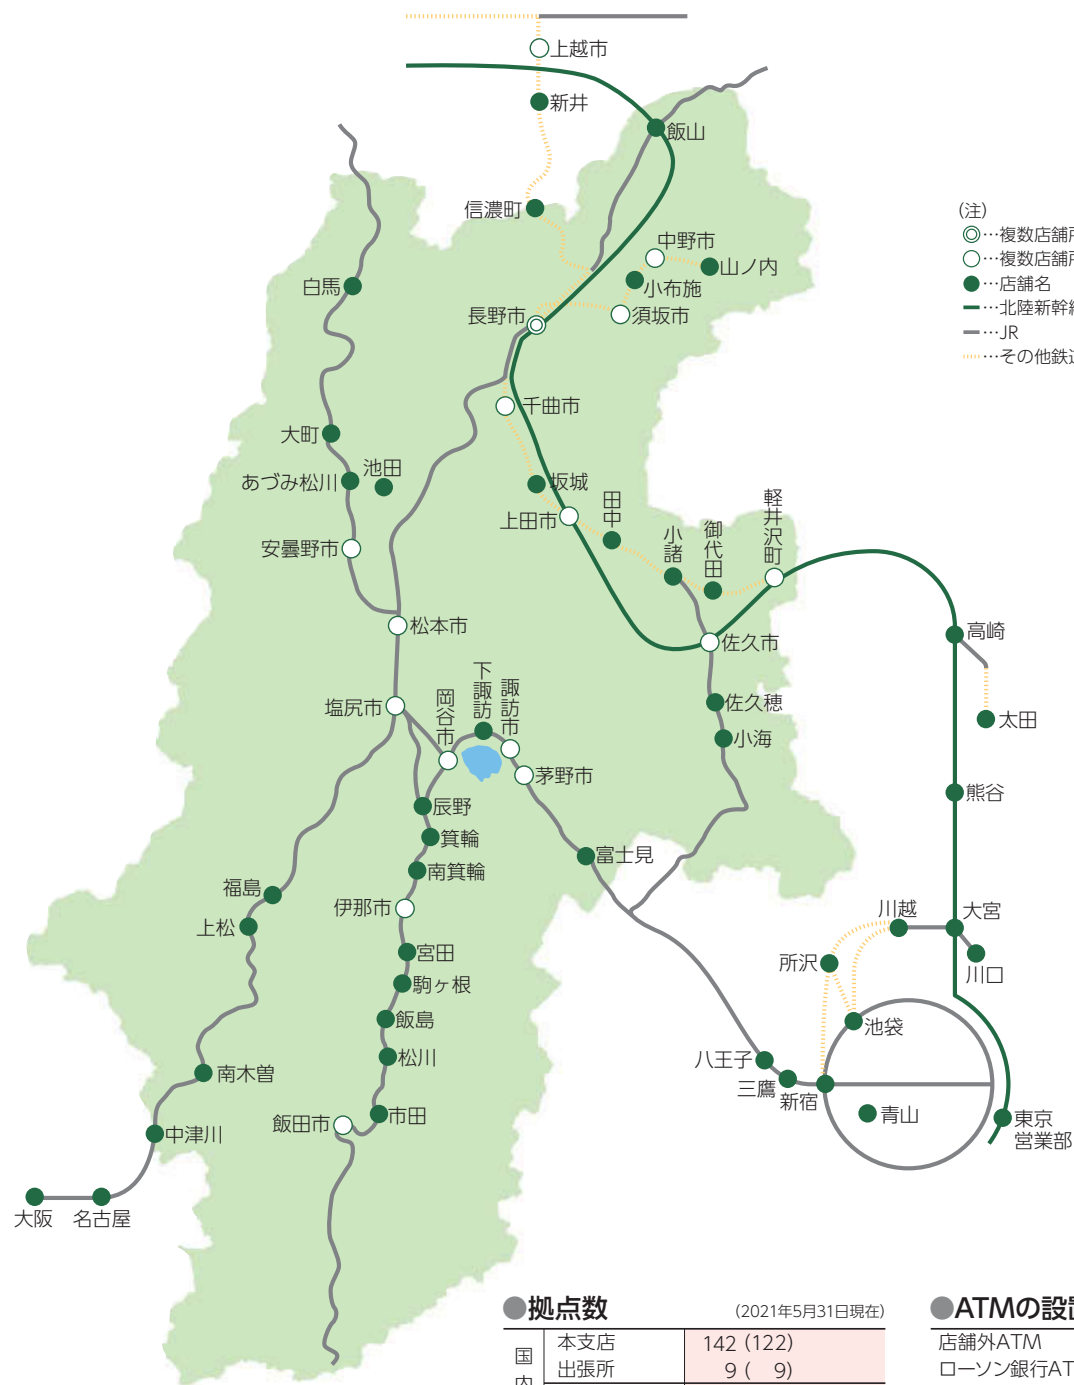 上越市
新井
飯山
信濃町
中野市
山ノ内
小布施
白馬
長野市
須坂市
千曲市
大町
池田
あづみ松川
坂城
上田市
田中
小諸
御代田
軽井沢町
安曇野市
松本市
佐久市
高崎
塩尻市
岡谷市
下諏訪
諏訪市
佐久穂
小海
太田
茅野市
辰野
熊谷
箕輪
富士見
南箕輪
福島
伊那市
上松
川越
大宮
宮田
所沢
川口
駒ヶ根
飯島
池袋
松川
八王子
南木曽
三鷹
新宿
青山
市田
飯田市
中津川
東京
営業部
大阪
名古屋
(注)
◎…複数店舗所
○…複数店舗所
●…店舗名
…北陸新幹線
…JR
…その他鉄道
●拠点数
(2021年5月31日現在)
国内
本支店 142 (122)
出張所 9 ( 9)
●ATMの設置
店舗外ATM
ローソン銀行AT